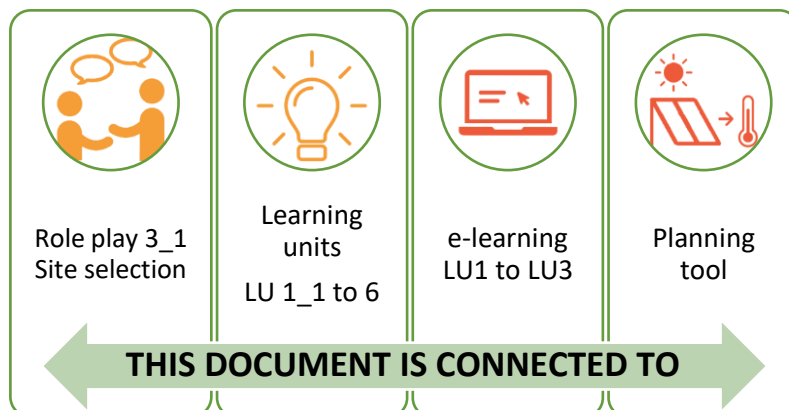 Role play 3_1
Site selection
Learning
units
LU 1_1 to 6
e-learning
LU1 to LU3
Planning
tool
THIS DOCUMENT IS CONNECTED TO